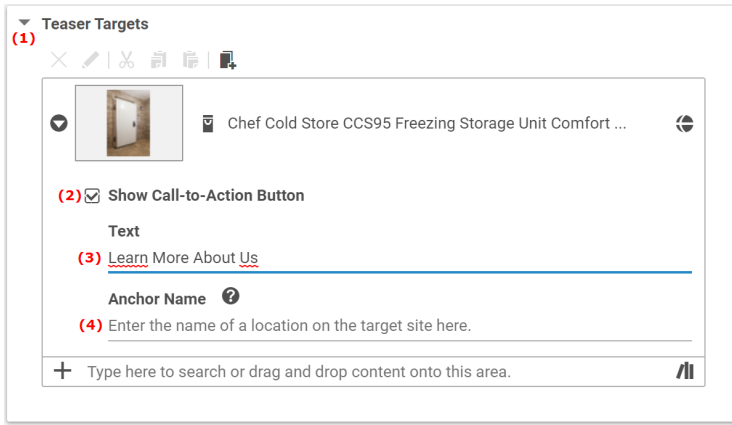 Teaser Targets
(1)
Chef Cold Store CCS95 Freezing Storage Unit Comfort ...
(2) Show Call-to-Action Button
Text
(3) Learn More About Us
Anchor Name ?
(4) Enter the name of a location on the target site here.
Type here to search or drag and drop content onto this area.